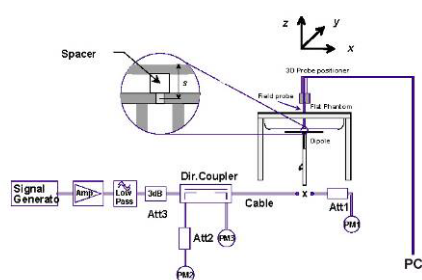 z
y
x
Spacer
s
3D Probe positioner
Field probe
Flat Phantom
Dipole
Signal
Generato
Amp
Low
Pass
3dB
Att3
Dir.Coupler
Cable
x
Att1
PM1
Att2
PM3
PM2
PC